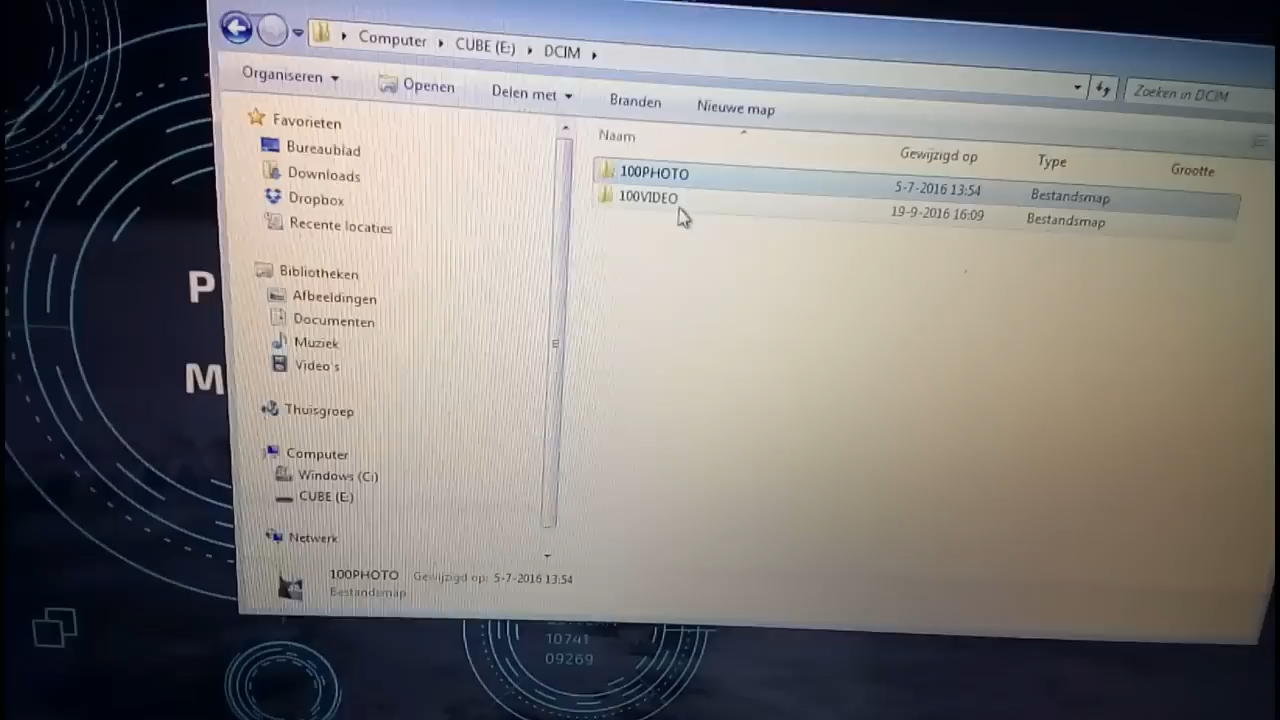 Computer CUBE (E:) DCIM
Zoeken in DCIM
Organiseren Openen Delen met Branden Nieuwe map
Favorieten
Bureaublad
Downloads
Dropbox
Recente locaties
Bibliotheken
Afbeeldingen
Documenten
Muziek
Video's
Thuisgroep
Computer
Windows (C:)
CUBE (E:)
Netwerk
Naam Gewijzigd op Type Grootte
100PHOTO 5-7-2016 13:54 Bestandsmap
100VIDEO 19-9-2016 16:09 Bestandsmap
100PHOTO Gewijzigd op: 5-7-2016 13:54
Bestandsmap
P
M
10741
09269